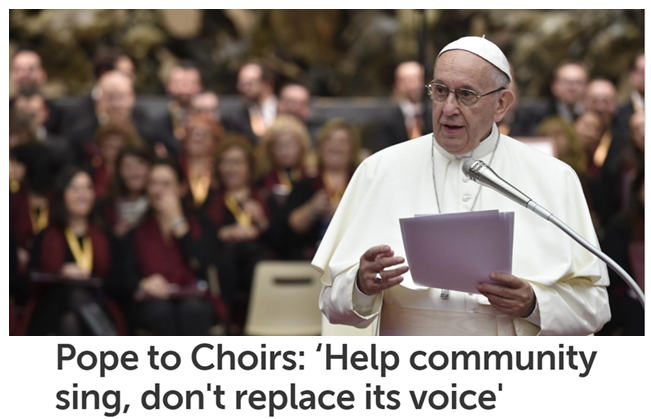 Pope to Choirs: ‘Help community
sing, don't replace its voice'